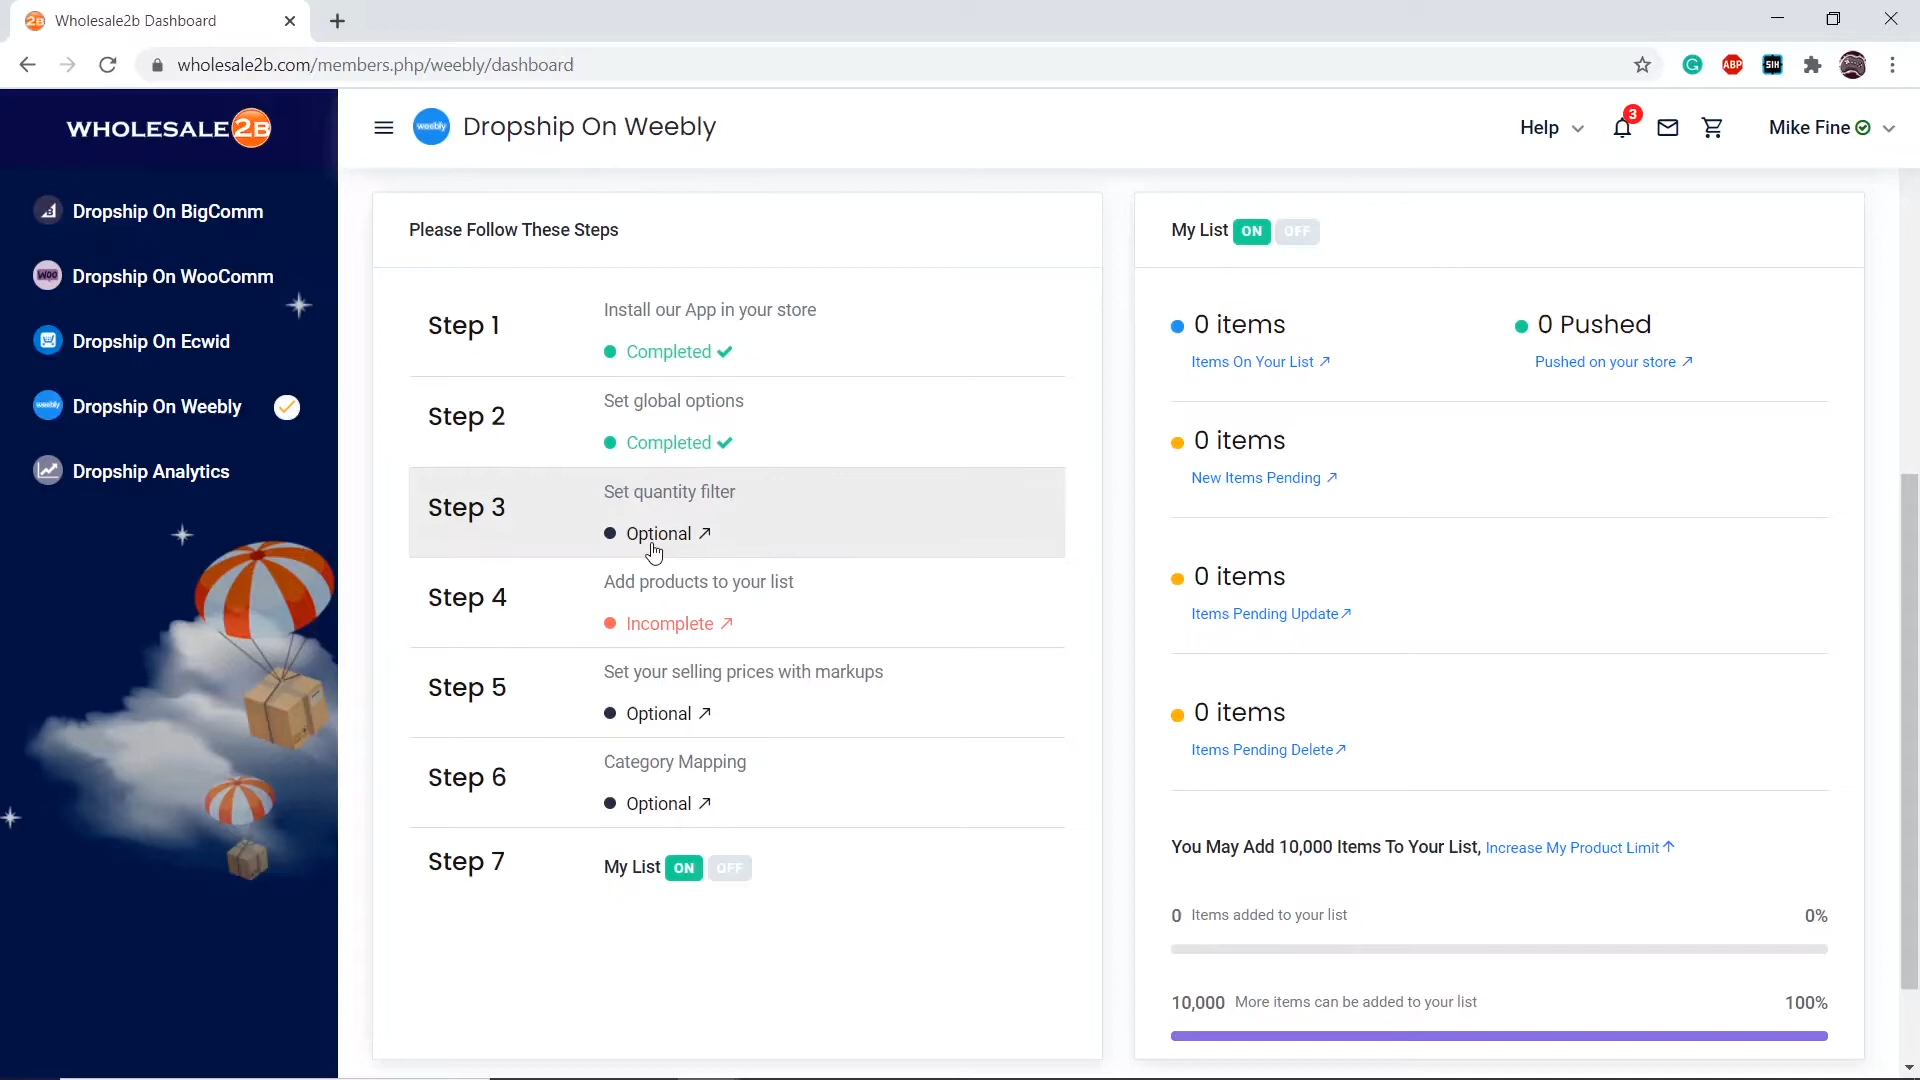 Wholesale2b Dashboard
wholesale2b.com/members.php/weebly/dashboard
ABP
SIH
WHOLESALE2B
Dropship On BigComm
Dropship On WooComm
Dropship On Ecwid
Dropship On Weebly
Dropship Analytics
weebly
Dropship On Weebly
Help
3
Mike Fine
Please Follow These Steps
Step 1
Install our App in your store
Completed
Step 2
Set global options
Completed
Step 3
Set quantity filter
Optional
Step 4
Add products to your list
Incomplete
Step 5
Set your selling prices with markups
Optional
Step 6
Category Mapping
Optional
Step 7
My List ON OFF
My List ON OFF
0 items
Items On Your List
0 Pushed
Pushed on your store
0 items
New Items Pending
0 items
Items Pending Update
0 items
Items Pending Delete
You May Add 10,000 Items To Your List, Increase My Product Limit
0 Items added to your list 0%
10,000 More items can be added to your list 100%